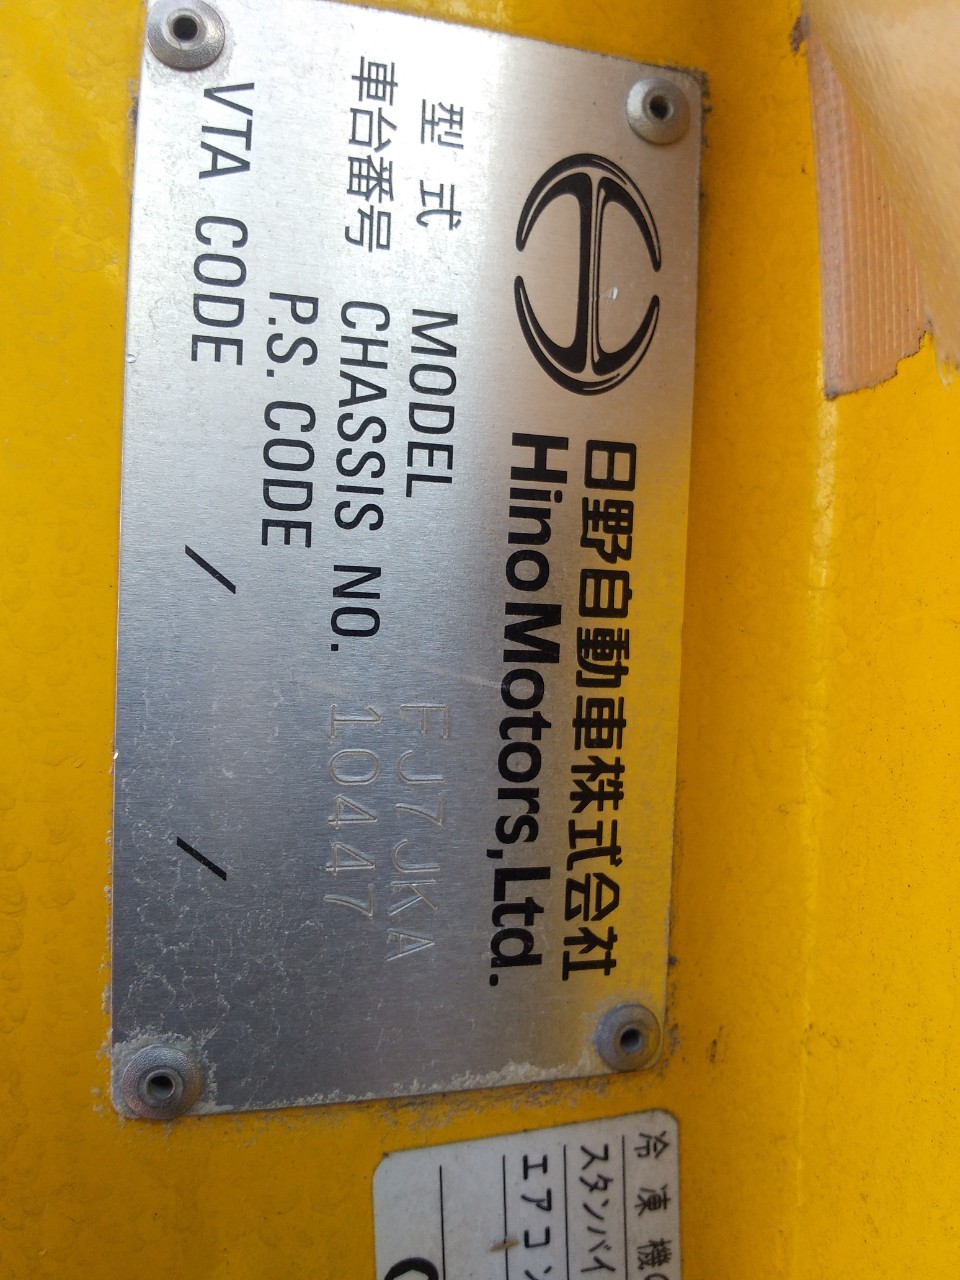 日野自動車株式会社
Hino Motors, Ltd.
型式 MODEL FJ7JKA
車台番号 CHASSIS NO. 10447
P.S. CODE
VTA CODE / /
冷凍機
スタンバイ
エアコン